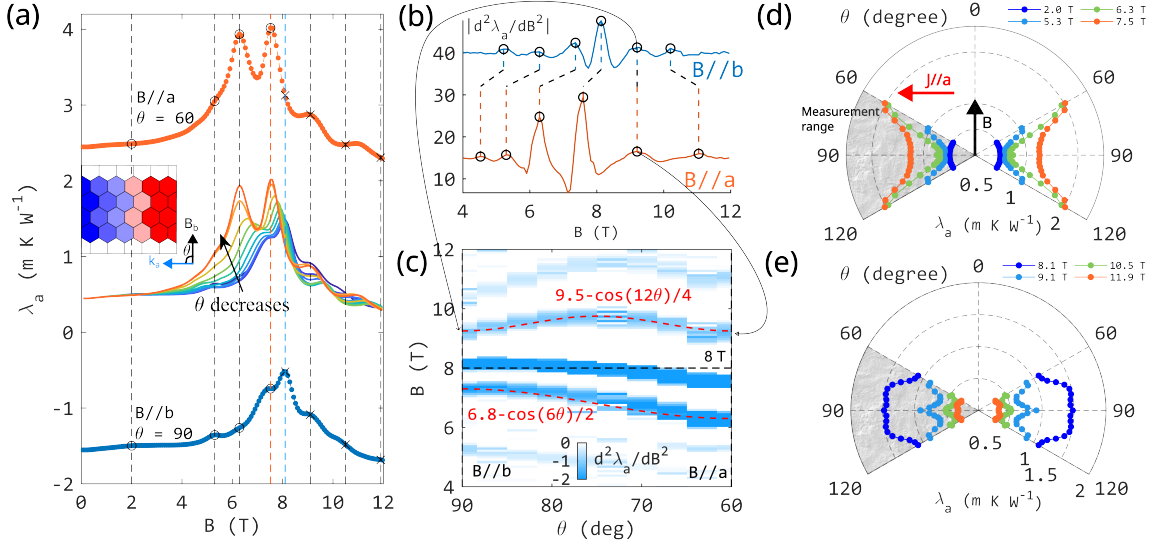 (a)
λa (m K W-1)
4
3
2
1
0
-1
-2
0 2 4 6 8 10 12
B (T)
B//a
θ = 60
Bb
θ
ka
θ decreases
B//b
θ = 90
(b)
|d2λa/dB2|
40
30
20
10
B//b
B//a
4 6 8 10 12
B (T)
(c)
B (T)
12
10
8
6
4
9.5-cos(12θ)/4
8 T
6.8-cos(6θ)/2
0
-1
-2
d2λa/dB2
B//b
B//a
90 80 70 60
θ (deg)
(d)
θ (degree)
0
2.0 T
5.3 T
6.3 T
7.5 T
60
60
J//a
B
Measurement
range
90
90
0.5
1
2
120
120
λa (m K W-1)
(e)
θ (degree)
0
8.1 T
9.1 T
10.5 T
11.9 T
60
60
90
90
0.5
1
1.5
2
120
120
λa (m K W-1)